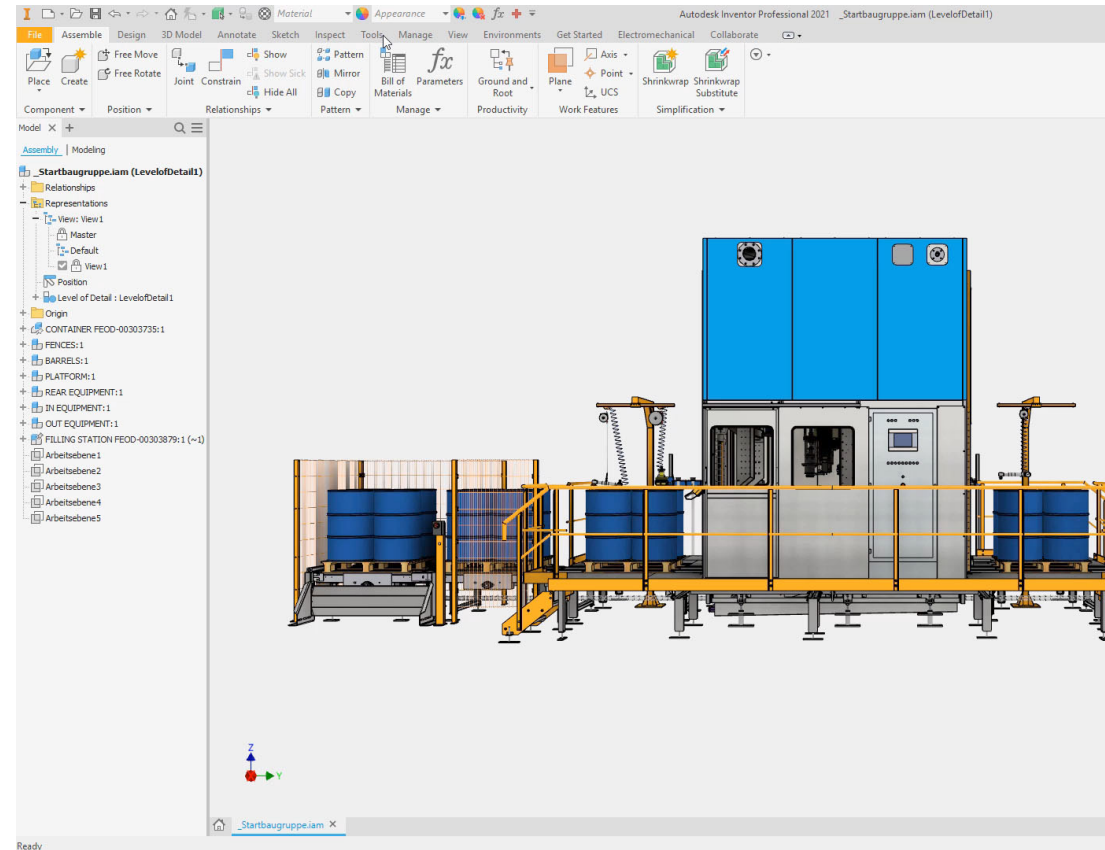 Material Appearance fx Autodesk Inventor Professional 2021 _Startbaugruppe.iam (LevelofDetail1)
File Assemble Design 3D Model Annotate Sketch Inspect Tools Manage View Environments Get Started Electromechanical Collaborate
Free Move Show Pattern Axis
Free Rotate Show Sick Mirror Point
Place Create Joint Constrain Hide All Copy Bill of Materials fx Parameters Ground and Root Plane UCS Shrinkwrap Shrinkwrap Substitute
Component Position Relationships Pattern Manage Productivity Work Features Simplification
Model × +
Assembly | Modeling
_Startbaugruppe.iam (LevelofDetail1)
Relationships
Representations
View: View1
Master
Default
View1
Position
Level of Detail : LevelofDetail1
Origin
CONTAINER FEOD-00303735:1
FENCES:1
BARRELS:1
PLATFORM:1
REAR EQUIPMENT:1
IN EQUIPMENT:1
OUT EQUIPMENT:1
FILLING STATION FEOD-00303879:1 (~1)
Arbeitsebene1
Arbeitsebene2
Arbeitsebene3
Arbeitsebene4
Arbeitsebene5
Z
Y
_Startbaugruppe.iam ×
Ready